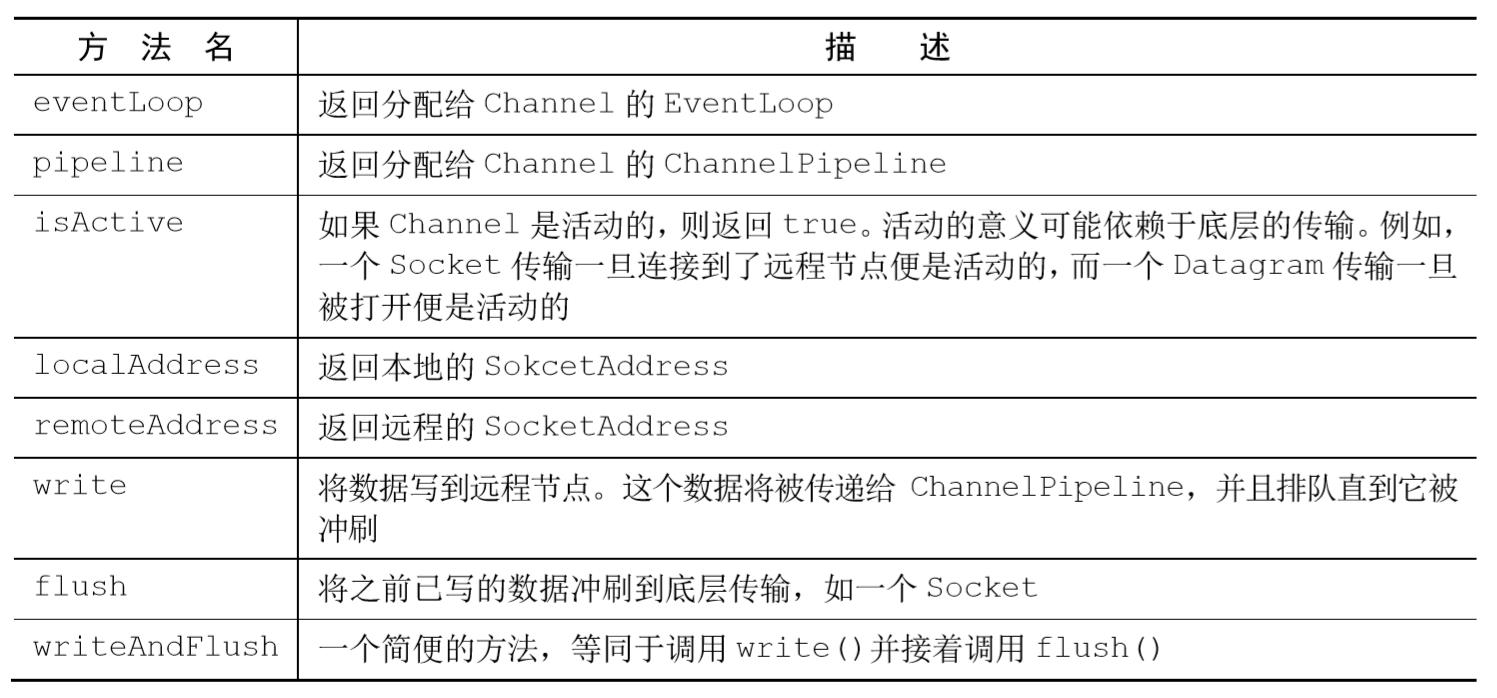 方 法 名 描 述
eventLoop 返回分配给 Channel 的 EventLoop
pipeline 返回分配给 Channel 的 ChannelPipeline
isActive 如果 Channel 是活动的，则返回 true。活动的意义可能依赖于底层的传输。例如，
一个 Socket 传输一旦连接到了远程节点便是活动的，而一个 Datagram 传输一旦
被打开便是活动的
localAddress 返回本地的 SokcetAddress
remoteAddress 返回远程的 SocketAddress
write 将数据写到远程节点。这个数据将被传递给 ChannelPipeline，并且排队直到它被
冲刷
flush 将之前已写的数据冲刷到底层传输，如一个 Socket
writeAndFlush 一个简便的方法，等同于调用 write()并接着调用 flush()